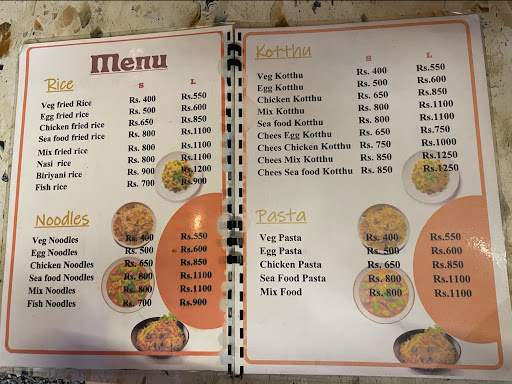 Menu
Rice S L
Veg fried Rice Rs. 400 Rs.550
Egg fried rice Rs. 500 Rs.600
Chicken fried rice Rs.650 Rs.850
Sea food fried rice Rs. 800 Rs.1100
Mix fried rice Rs. 800 Rs.1100
Nasi rice Rs. 800 Rs.1100
Biriyani rice Rs. 900 Rs.1200
Fish rice Rs. 700 Rs.900
Noodles
Veg Noodles Rs. 400 Rs.550
Egg Noodles Rs. 500 Rs.600
Chicken Noodles Rs. 650 Rs.850
Sea food Noodles Rs. 800 Rs.1100
Mix Noodles Rs. 800 Rs.1100
Fish Noodles Rs. 700 Rs.900
Kotthu S L
Veg Kotthu Rs. 400 Rs.550
Egg Kotthu Rs. 500 Rs.600
Chicken Kotthu Rs. 650 Rs.850
Mix Kotthu Rs. 800 Rs.1100
Sea food Kotthu Rs. 800 Rs.1100
Chees Egg Kotthu Rs. 650 Rs.750
Chees Chicken Kotthu Rs. 750 Rs.1000
Chees Mix Kotthu Rs. 850 Rs.1250
Chees Sea food Kotthu Rs. 850 Rs.1250
Pasta
Veg Pasta Rs. 400 Rs.550
Egg Pasta Rs. 500 Rs.600
Chicken Pasta Rs. 650 Rs.850
Sea Food Pasta Rs. 800 Rs.1100
Mix Food Rs. 800 Rs.1100